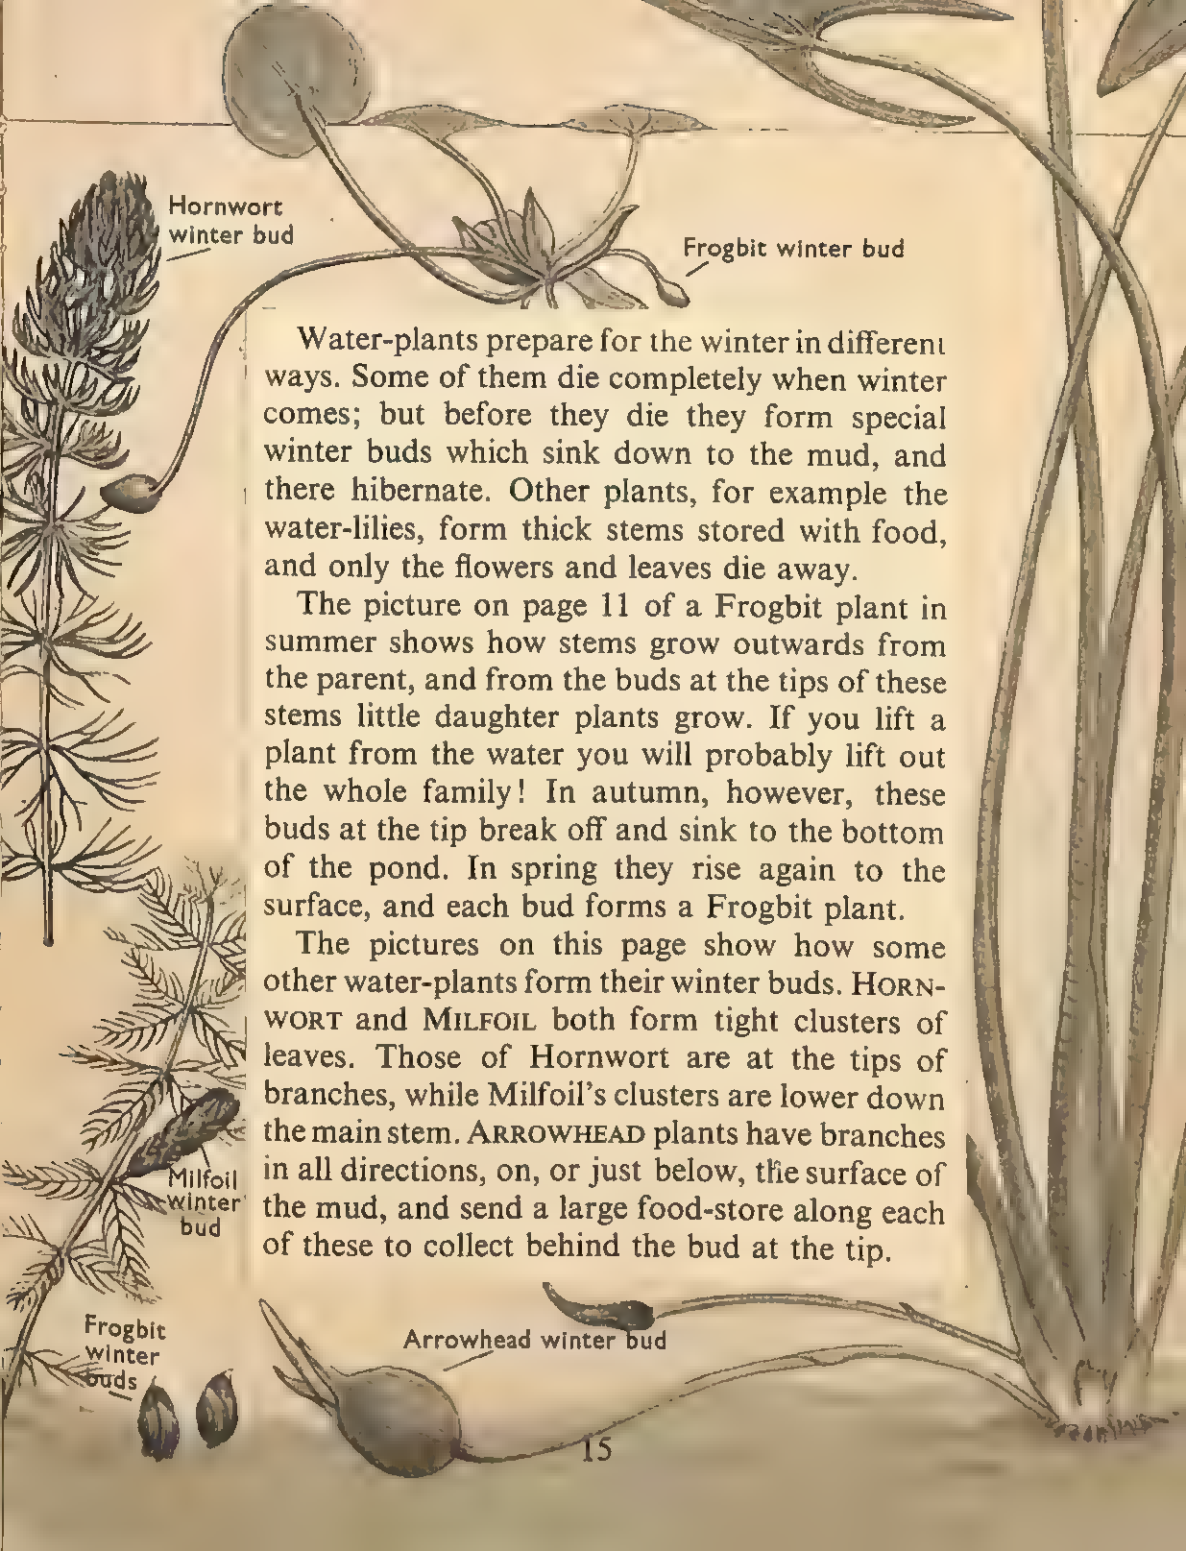 Hornwort
winter bud
Frogbit winter bud
Water-plants prepare for the winter in different
ways. Some of them die completely when winter
comes; but before they die they form special
winter buds which sink down to the mud, and
there hibernate. Other plants, for example the
water-lilies, form thick stems stored with food,
and only the flowers and leaves die away.
The picture on page 11 of a Frogbit plant in
summer shows how stems grow outwards from
the parent, and from the buds at the tips of these
stems little daughter plants grow. If you lift a
plant from the water you will probably lift out
the whole family! In autumn, however, these
buds at the tip break off and sink to the bottom
of the pond. In spring they rise again to the
surface, and each bud forms a Frogbit plant.
The pictures on this page show how some
other water-plants form their winter buds. HORN-
WORT and MILFOIL both form tight clusters of
leaves. Those of Hornwort are at the tips of
branches, while Milfoil's clusters are lower down
the main stem. ARROWHEAD plants have branches
in all directions, on, or just below, the surface of
the mud, and send a large food-store along each
of these to collect behind the bud at the tip.
Milfoil
winter
bud
Frogbit
winter
buds
Arrowhead winter bud
15